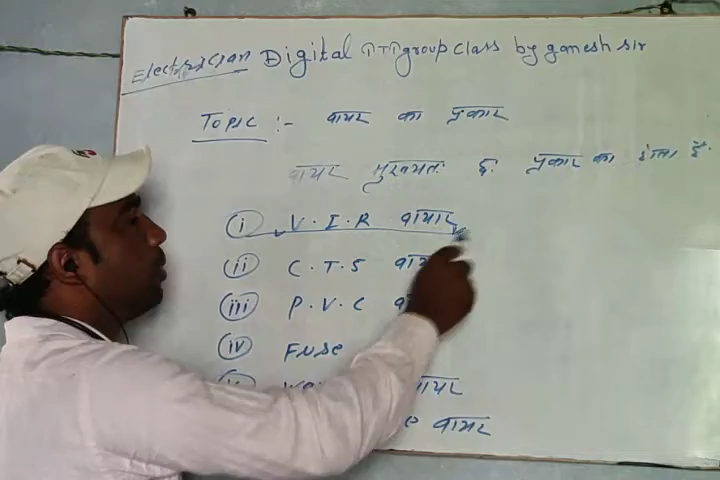 Electrician Digital ITI group class by ganesh sir
Topic :- वायर का प्रकार
वायर मुख्यतः छः प्रकार का होता है
(i) V.I.R वायर
(ii) C.T.S
(iii) P.V.C
(iv) Fuse
वायर
वायर